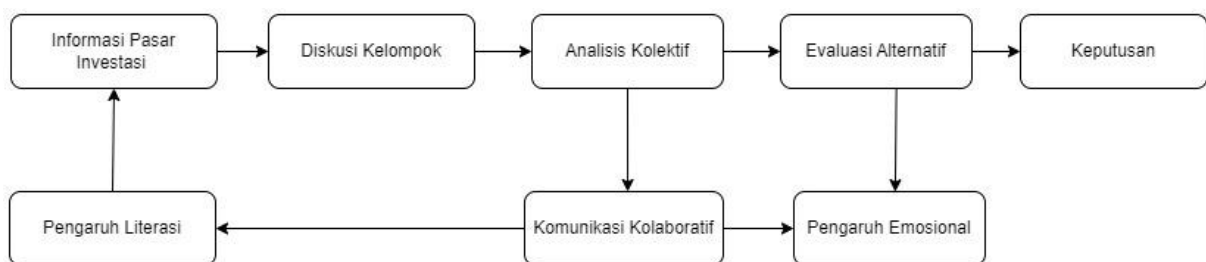 Informasi Pasar
Investasi
Diskusi Kelompok
Analisis Kolektif
Evaluasi Alternatif
Keputusan
Pengaruh Literasi
Komunikasi Kolaboratif
Pengaruh Emosional